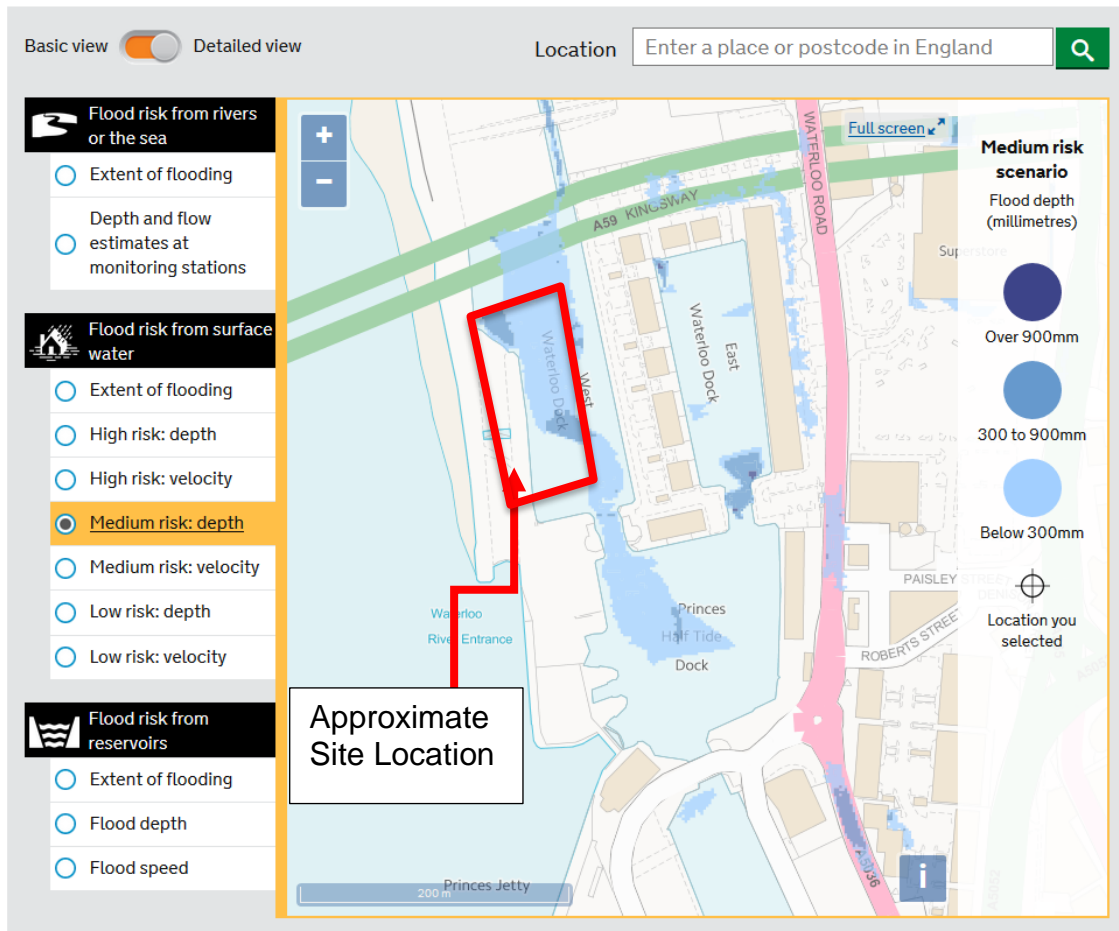 Basic view
Detailed view
Location
Enter a place or postcode in England
Flood risk from rivers
or the sea
Extent of flooding
Depth and flow
estimates at
monitoring stations
Flood risk from surface
water
Extent of flooding
High risk: depth
High risk: velocity
Medium risk: depth
Medium risk: velocity
Low risk: depth
Low risk: velocity
Flood risk from
reservoirs
Extent of flooding
Flood depth
Flood speed
+
−
Full screen
WATERLOO ROAD
A59 KINGSWAY
Superstore
West
Waterloo Dock
East
Waterloo Dock
Waterloo
River Entrance
Princes
Half Tide
Dock
PAISLEY STREET
ROBERTS STREET
A5036
A5052
Princes Jetty
200 m
i
Approximate
Site Location
Medium risk
scenario
Flood depth
(millimetres)
Over 900mm
300 to 900mm
Below 300mm
Location you
selected